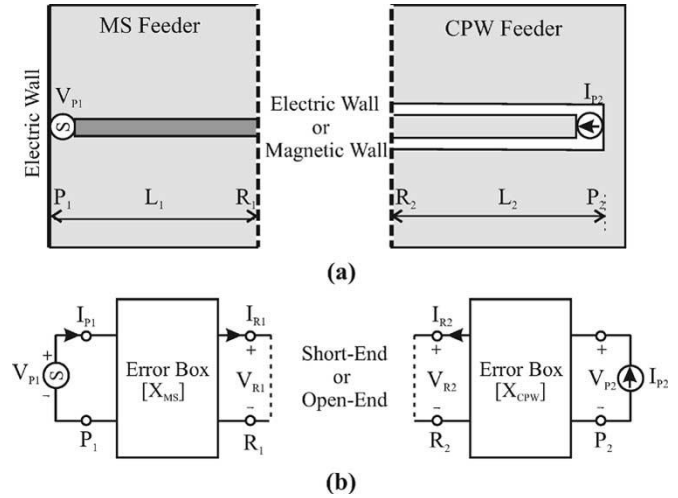 MS Feeder
CPW Feeder
Electric Wall
V_P1
S
Electric Wall
or
Magnetic Wall
I_P2
P_1 L_1 R_1
R_2 L_2 P_2
(a)
I_P1 I_R1
V_P1 + S -
Error Box
[X_MS]
+ V_R1 -
P_1 R_1
Short-End
or
Open-End
I_R2
+ V_R2 -
Error Box
[X_CPW]
+ V_P2 -
I_P2
R_2 P_2
(b)